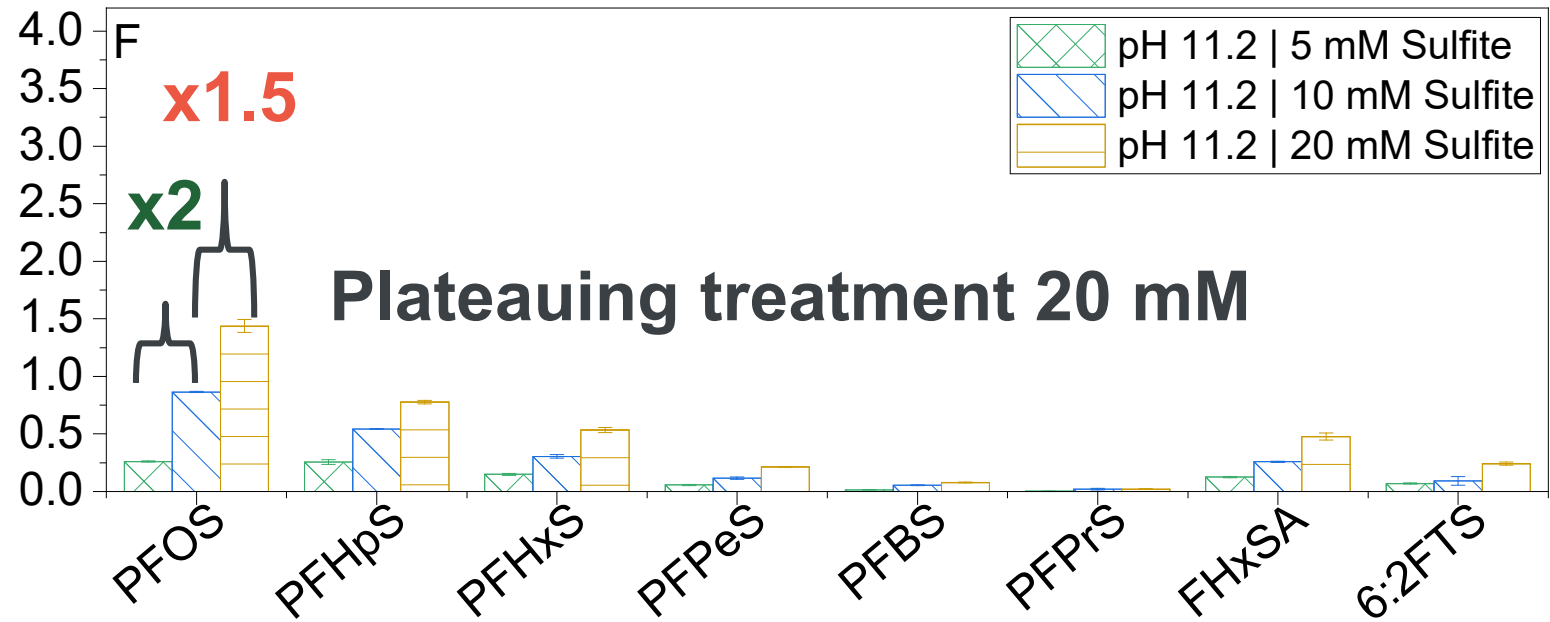 F
pH 11.2 | 5 mM Sulfite
pH 11.2 | 10 mM Sulfite
pH 11.2 | 20 mM Sulfite
x1.5
x2
Plateauing treatment 20 mM
4.0
3.5
3.0
2.5
2.0
1.5
1.0
0.5
0.0
PFOS
PFHpS
PFHxS
PFPeS
PFBS
PFPrS
FHxSA
6:2FTS